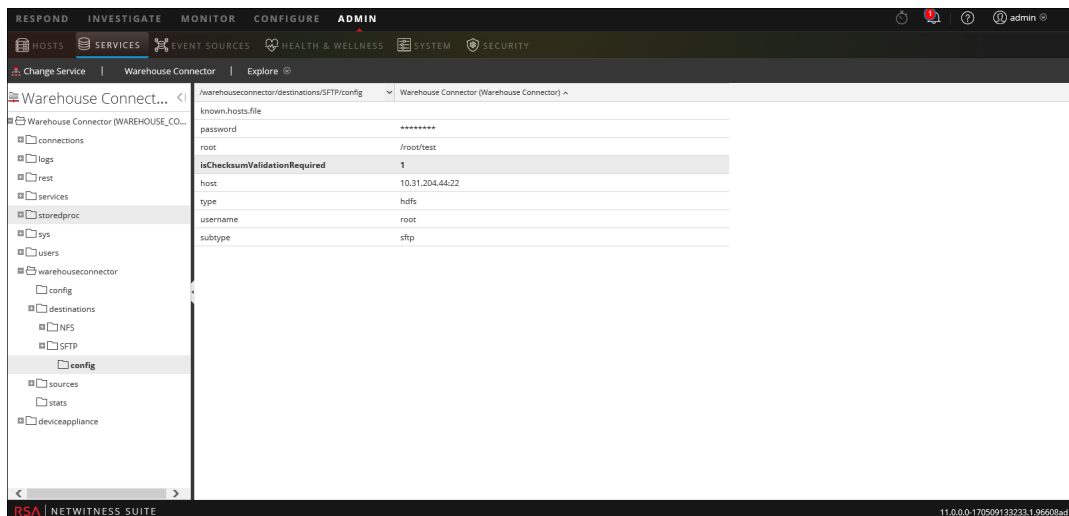 RESPOND INVESTIGATE MONITOR CONFIGURE ADMIN 1 admin
HOSTS SERVICES EVENT SOURCES HEALTH & WELLNESS SYSTEM SECURITY
Change Service | Warehouse Connector | Explore
Warehouse Connect...
Warehouse Connector (WAREHOUSE_CO...
connections
logs
rest
services
storedproc
sys
users
warehouseconnector
config
destinations
NFS
SFTP
config
sources
stats
deviceappliance
/warehouseconnector/destinations/SFTP/config Warehouse Connector (Warehouse Connector)
known.hosts.file
password ********
root /root/test
isChecksumValidationRequired 1
host 10.31.204.44:22
type hdfs
username root
subtype sftp
RSA | NETWITNESS SUITE 11.0.0.0-170509133233.1.96608ad